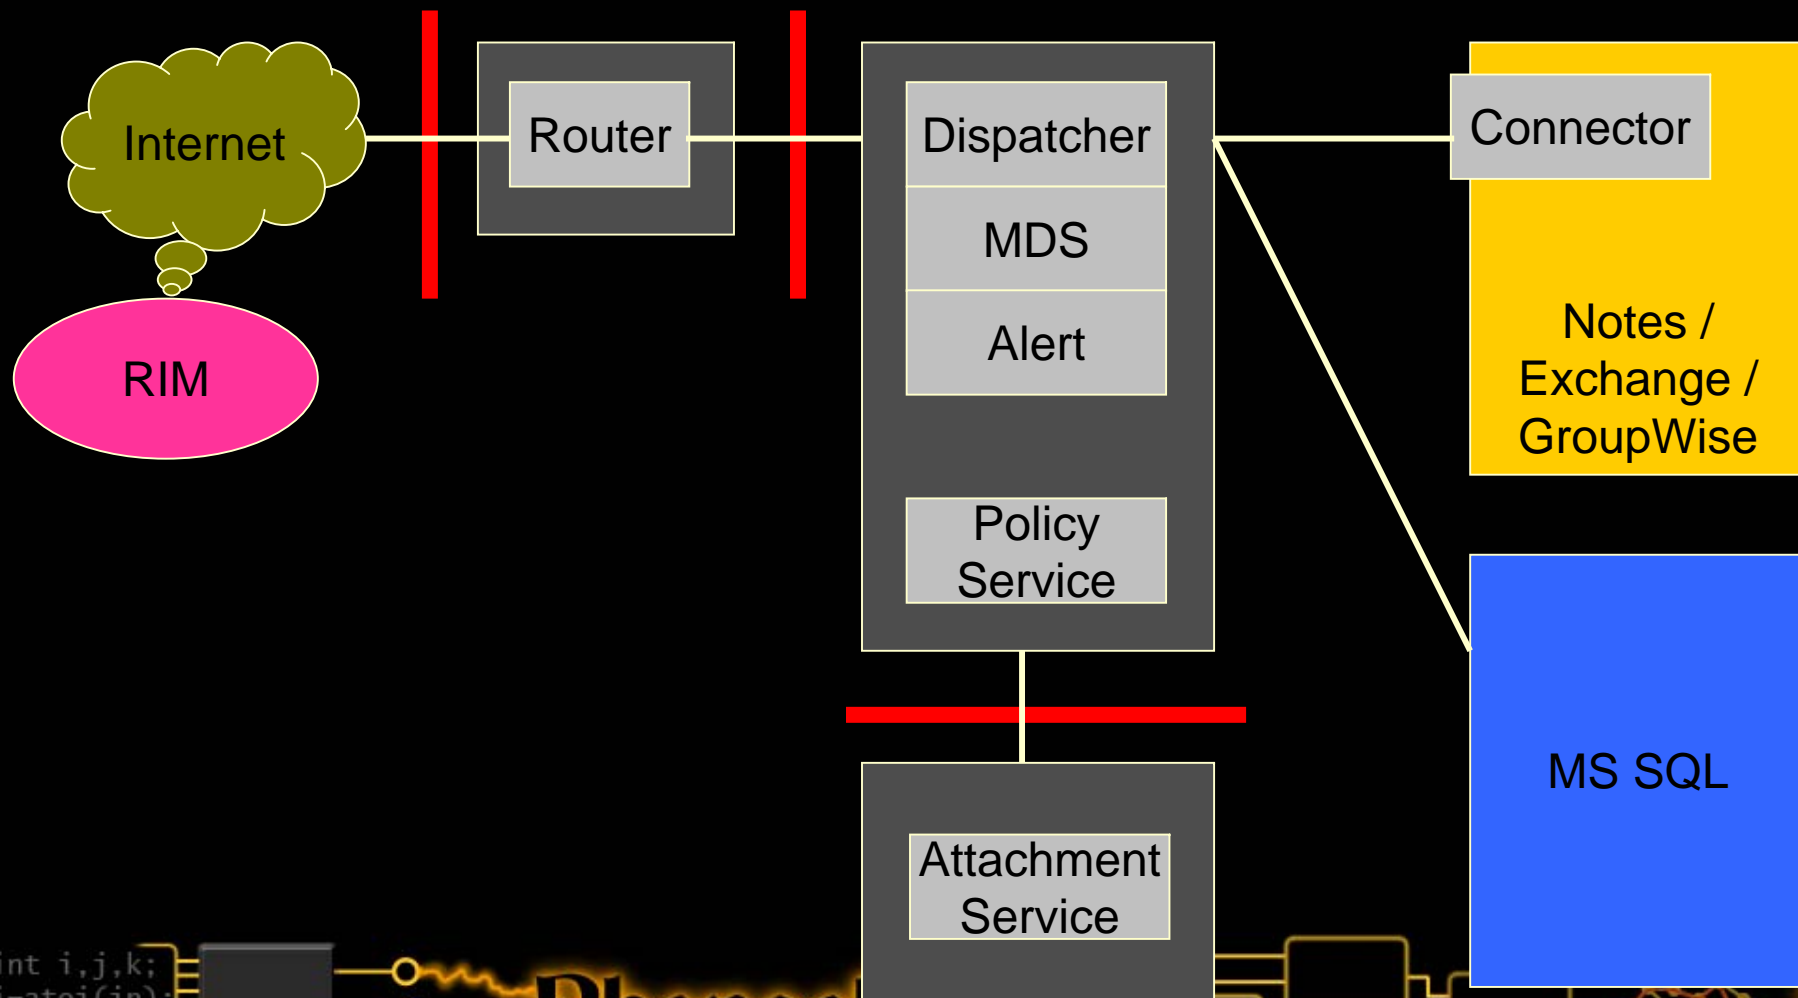 Internet
Router
Dispatcher
Connector
MDS
Alert
Notes /
Exchange /
GroupWise
RIM
Policy
Service
MS SQL
Attachment
Service
int i,j,k;